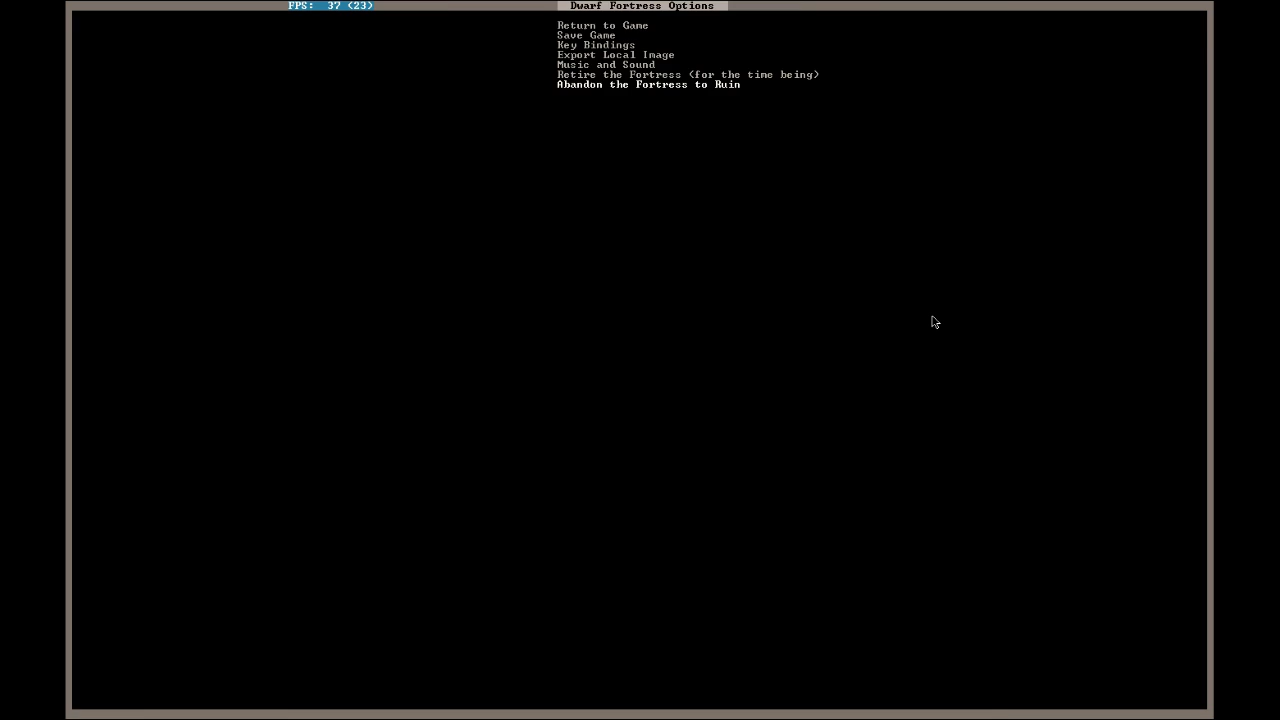 FPS: 37 (23)
Dwarf Fortress Options
Return to Game
Save Game
Key Bindings
Export Local Image
Music and Sound
Retire the Fortress (for the time being)
Abandon the Fortress to Ruin